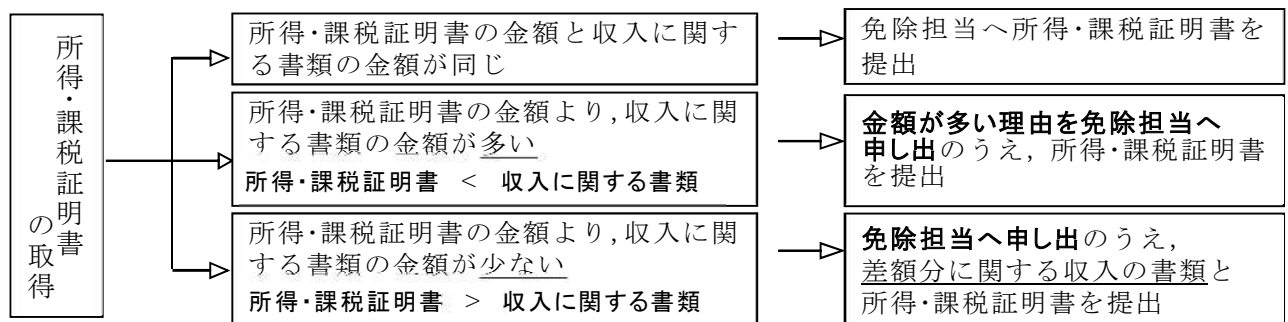 所得・課税証明書
の取得
所得・課税証明書の金額と収入に関す
る書類の金額が同じ
免除担当へ所得・課税証明書を
提出
所得・課税証明書の金額より,収入に関
する書類の金額が多い
所得・課税証明書 < 収入に関する書類
金額が多い理由を免除担当へ
申し出のうえ,所得・課税証明書
を提出
所得・課税証明書の金額より,収入に関
する書類の金額が少ない
所得・課税証明書 > 収入に関する書類
免除担当へ申し出のうえ,
差額分に関する収入の書類と
所得・課税証明書を提出